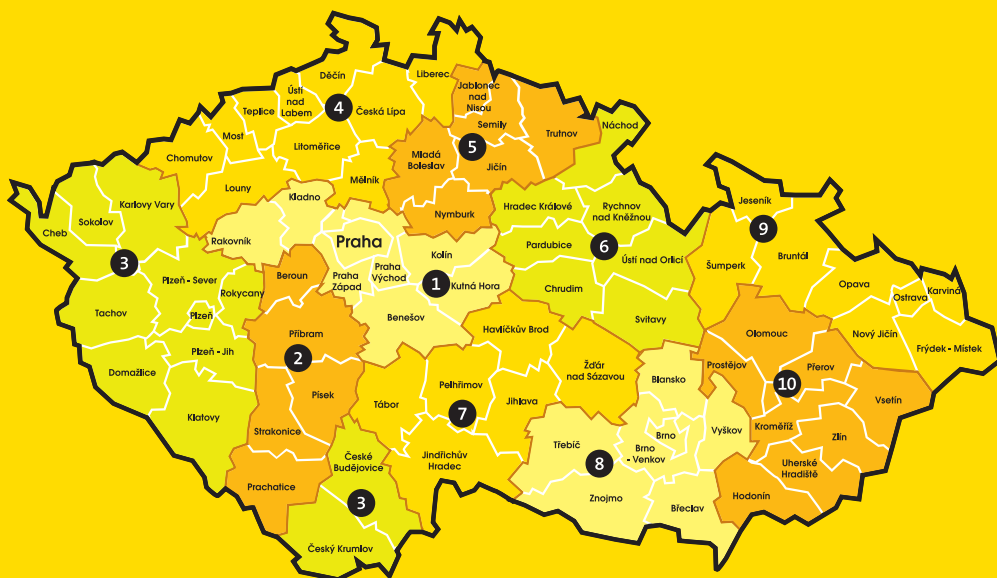 Děčín
Liberec
Ústí
nad
Labem
4
Česká Lípa
Teplice
Jablonec
nad
Nisou
Semily
Trutnov
Náchod
Most
Litoměřice
5
Chomutov
Mladá
Boleslav
Jičín
Mělník
Louny
Kladno
Nymburk
Hradec Králové
Rychnov
nad Kněžnou
Jeseník
9
Karlovy Vary
Sokolov
Cheb
3
Rakovník
Praha
Kolín
Pardubice
6
Ústí nad Orlicí
Šumperk
Bruntál
Plzeň - Sever
Rokycany
Beroun
Praha
Západ
Praha
Východ
1
Kutná Hora
Chrudim
Opava
Ostrava
Karviná
Tachov
Plzeň
Benešov
Svitavy
Příbram
Havlíčkův Brod
Olomouc
Nový Jičín
Frýdek - Místek
Plzeň - Jih
2
Domažlice
Žďár
nad Sázavou
Prostějov
Přerov
10
Písek
Pelhřimov
Blansko
Klatovy
Tábor
7
Jihlava
Vsetín
Strakonice
Kroměříž
Zlín
Třebíč
Brno
Brno
- Venkov
Vyškov
České
Budějovice
Jindřichův
Hradec
8
Uherské
Hradiště
Prachatice
3
Znojmo
Břeclav
Hodonín
Český Krumlov